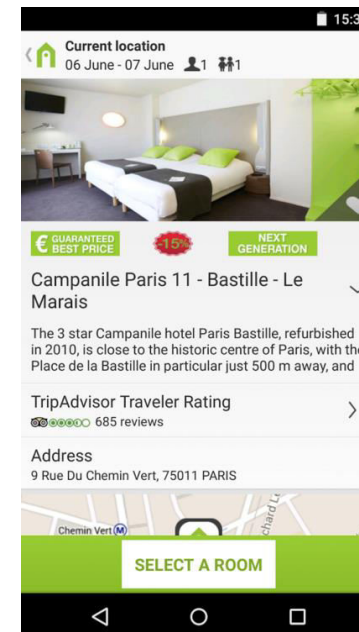 15:3
Current location
06 June - 07 June 1 1
€ GUARANTEED
BEST PRICE
-15%
NEXT
GENERATION
Campanile Paris 11 - Bastille - Le
Marais
The 3 star Campanile hotel Paris Bastille, refurbished
in 2010, is close to the historic centre of Paris, with the
Place de la Bastille in particular just 500 m away, and
TripAdvisor Traveler Rating
685 reviews
Address
9 Rue Du Chemin Vert, 75011 PARIS
Chemin Vert M
chard L
SELECT A ROOM